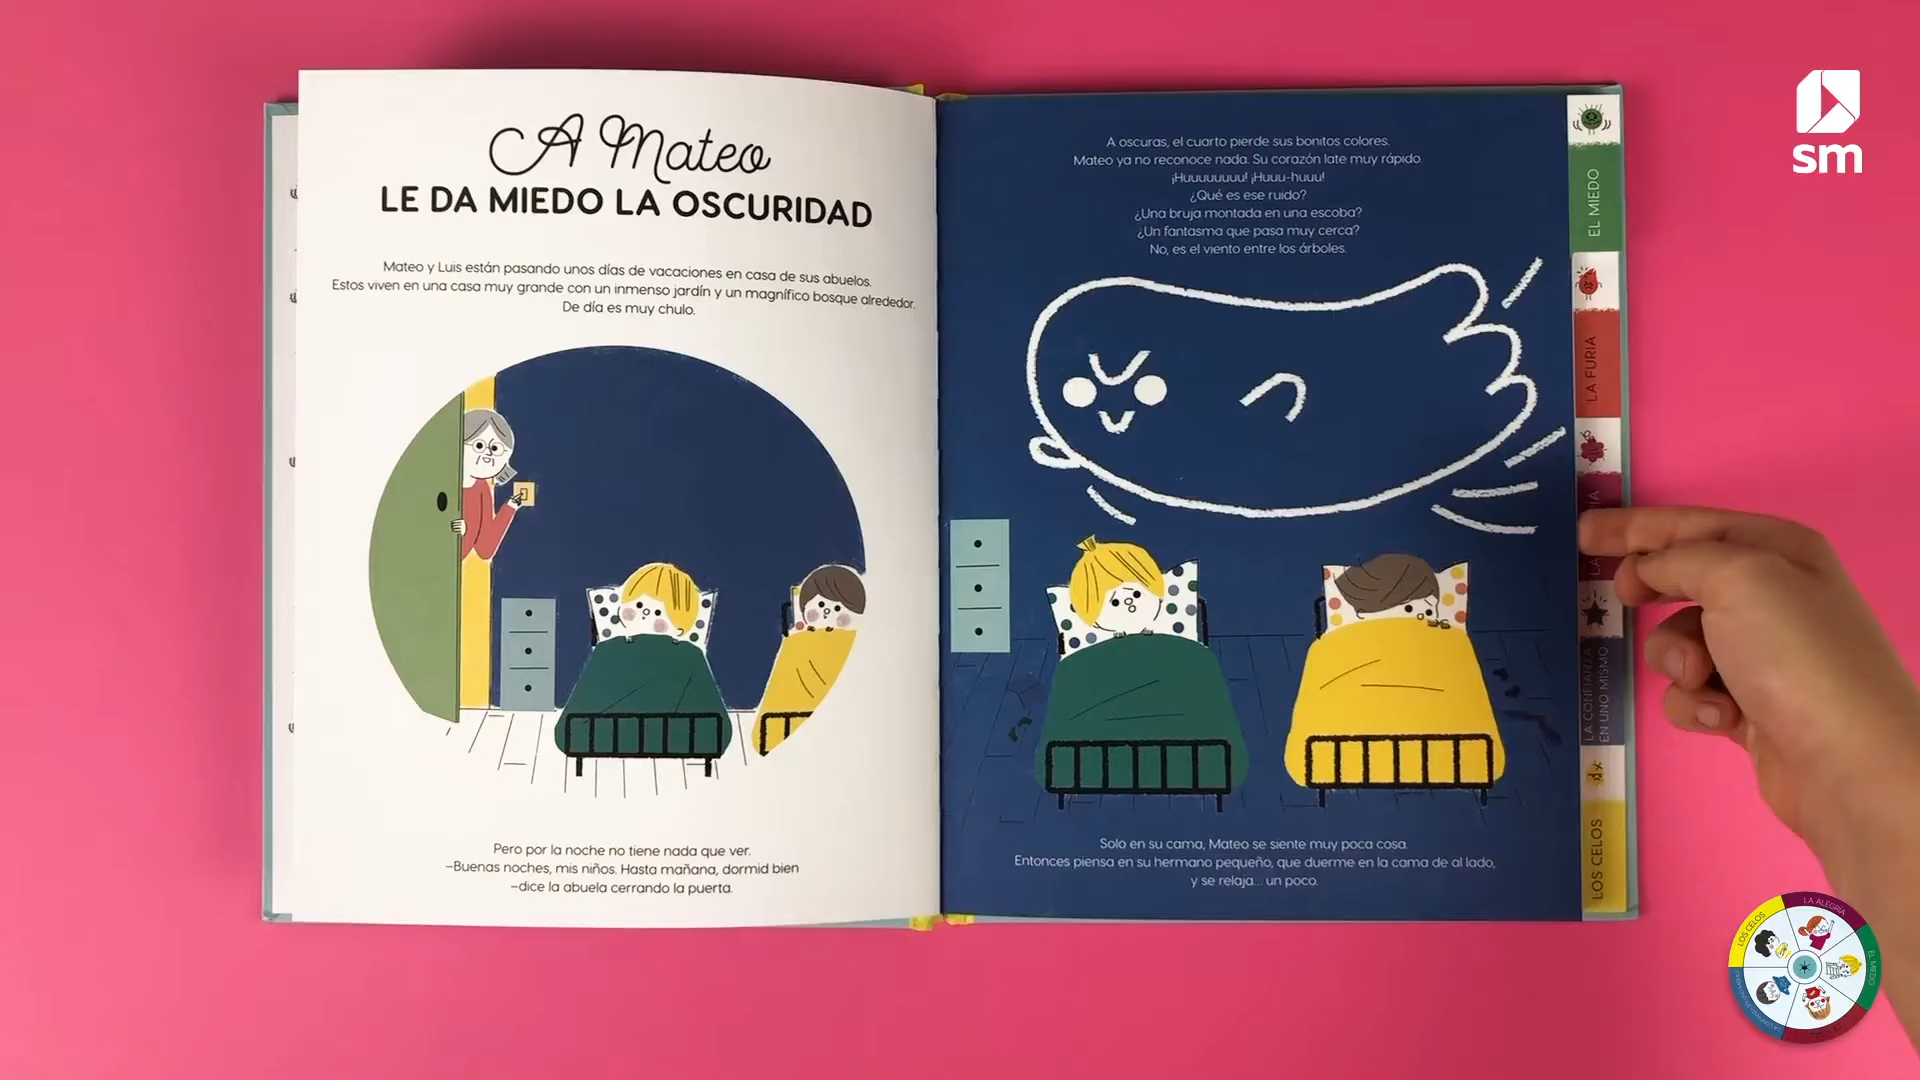 A Mateo
LE DA MIEDO LA OSCURIDAD
Mateo y Luis están pasando unos días de vacaciones en casa de sus abuelos.
Estos viven en una casa muy grande con un inmenso jardín y un magnífico bosque alrededor.
De día es muy chulo.
Pero por la noche no tiene nada que ver.
–Buenas noches, mis niños. Hasta mañana, dormid bien
–dice la abuela cerrando la puerta.
A oscuras, el cuarto pierde sus bonitos colores.
Mateo ya no reconoce nada. Su corazón late muy rápido.
¡Huuuuuuuu! ¡Huuu-huuu!
¿Qué es ese ruido?
¿Una bruja montada en una escoba?
¿Un fantasma que pasa muy cerca?
No, es el viento entre los árboles.
Solo en su cama, Mateo se siente muy poca cosa.
Entonces piensa en su hermano pequeño, que duerme en la cama de al lado,
y se relaja... un poco.
EL MIEDO
LA FURIA
LA CONFIANZA
EN UNO MISMO
LOS CELOS
sm
LOS CELOS
LA ALEGRÍA
EL MIEDO